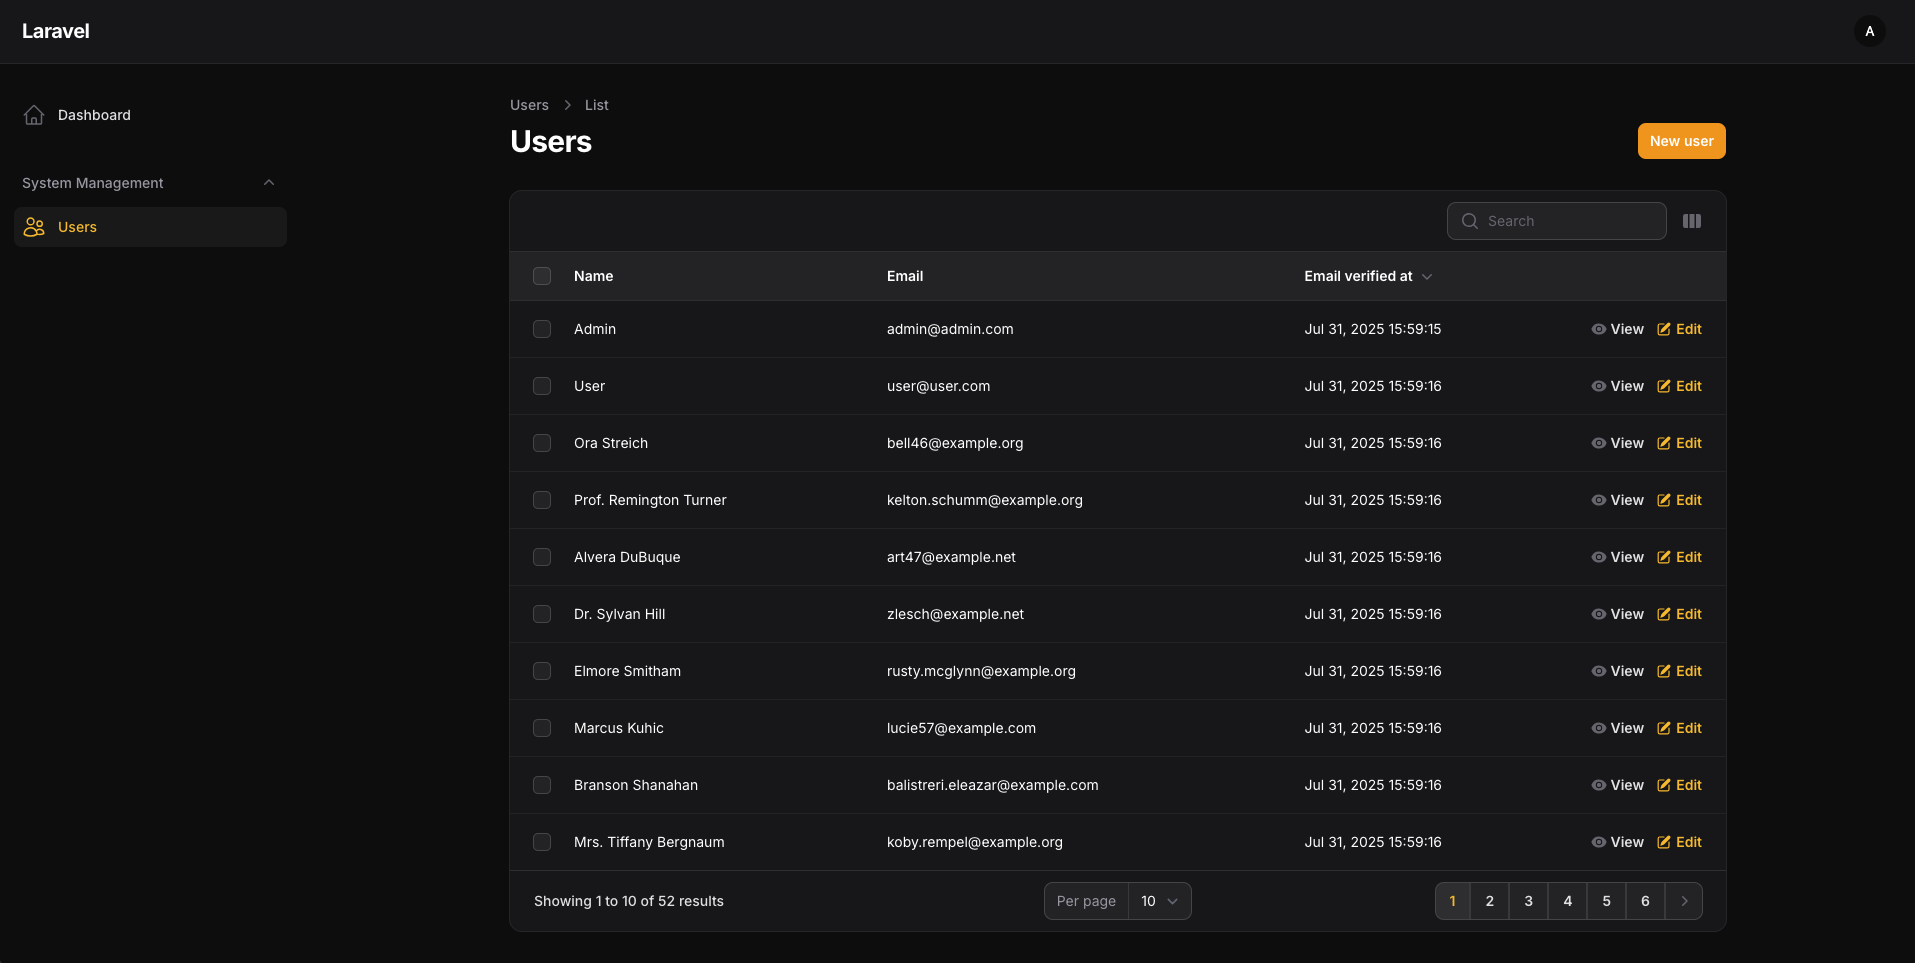 Laravel
A
Dashboard
System Management
Users
Users > List
Users
New user
Search
Name Email Email verified at
Admin admin@admin.com Jul 31, 2025 15:59:15 View Edit
User user@user.com Jul 31, 2025 15:59:16 View Edit
Ora Streich bell46@example.org Jul 31, 2025 15:59:16 View Edit
Prof. Remington Turner kelton.schumm@example.org Jul 31, 2025 15:59:16 View Edit
Alvera DuBuque art47@example.net Jul 31, 2025 15:59:16 View Edit
Dr. Sylvan Hill zlesch@example.net Jul 31, 2025 15:59:16 View Edit
Elmore Smitham rusty.mcglynn@example.org Jul 31, 2025 15:59:16 View Edit
Marcus Kuhic lucie57@example.com Jul 31, 2025 15:59:16 View Edit
Branson Shanahan balistreri.eleazar@example.com Jul 31, 2025 15:59:16 View Edit
Mrs. Tiffany Bergnaum koby.rempel@example.org Jul 31, 2025 15:59:16 View Edit
Showing 1 to 10 of 52 results Per page 10 1 2 3 4 5 6